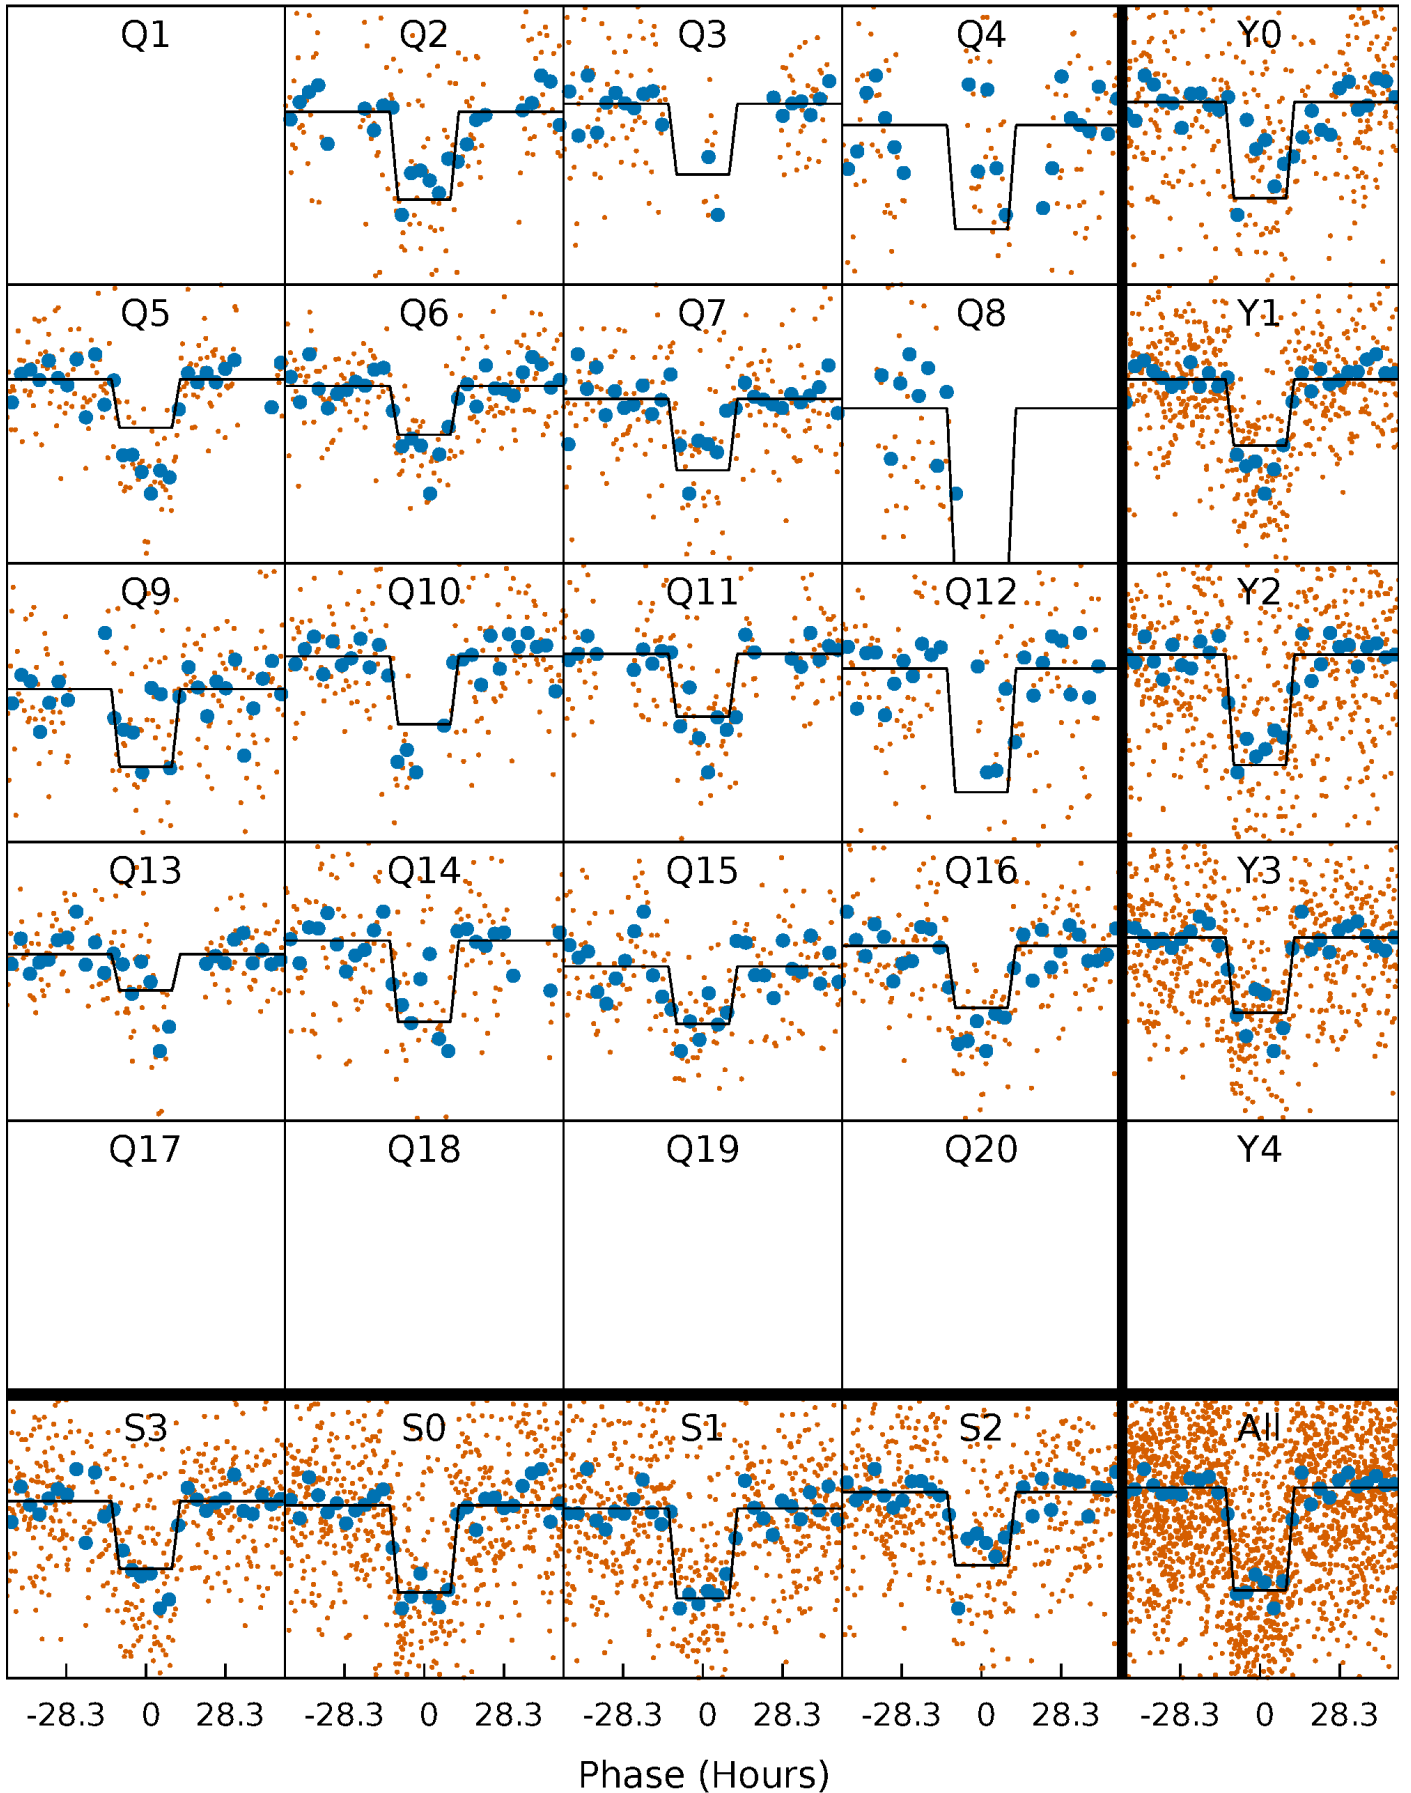 Q1 Q2 Q3 Q4 Y0
Q5 Q6 Q7 Q8 Y1
Q9 Q10 Q11 Q12 Y2
Q13 Q14 Q15 Q16 Y3
Q17 Q18 Q19 Q20 Y4
S3 S0 S1 S2 All
-28.3 0 28.3 -28.3 0 28.3 -28.3 0 28.3 -28.3 0 28.3 -28.3 0 28.3
Phase (Hours)